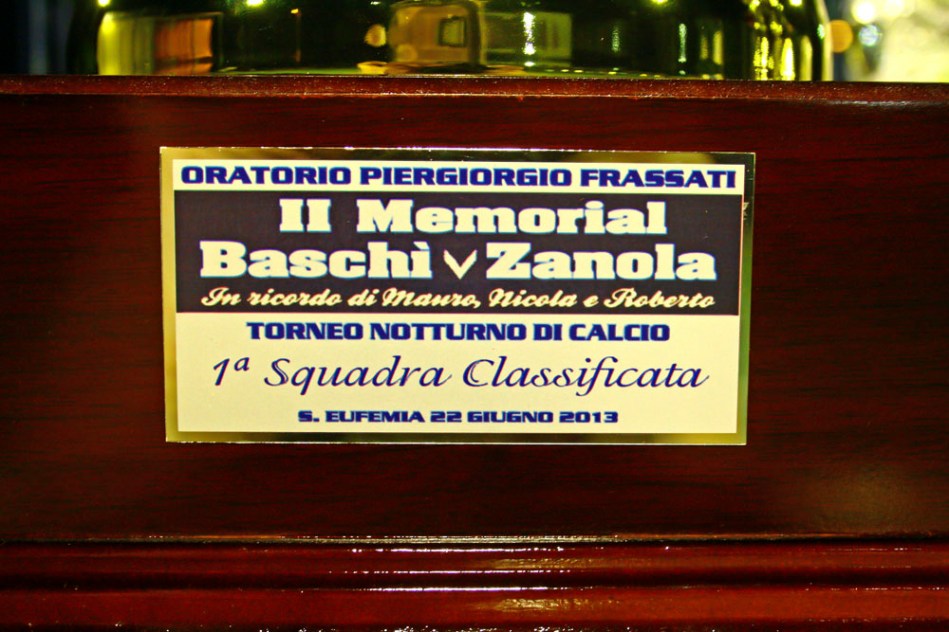 ORATORIO PIERGIORGIO FRASSATI
II Memorial
Baschì Zanola
In ricordo di Mauro, Nicola e Roberto
TORNEO NOTTURNO DI CALCIO
1ª Squadra Classificata
S. EUFEMIA 22 GIUGNO 2013